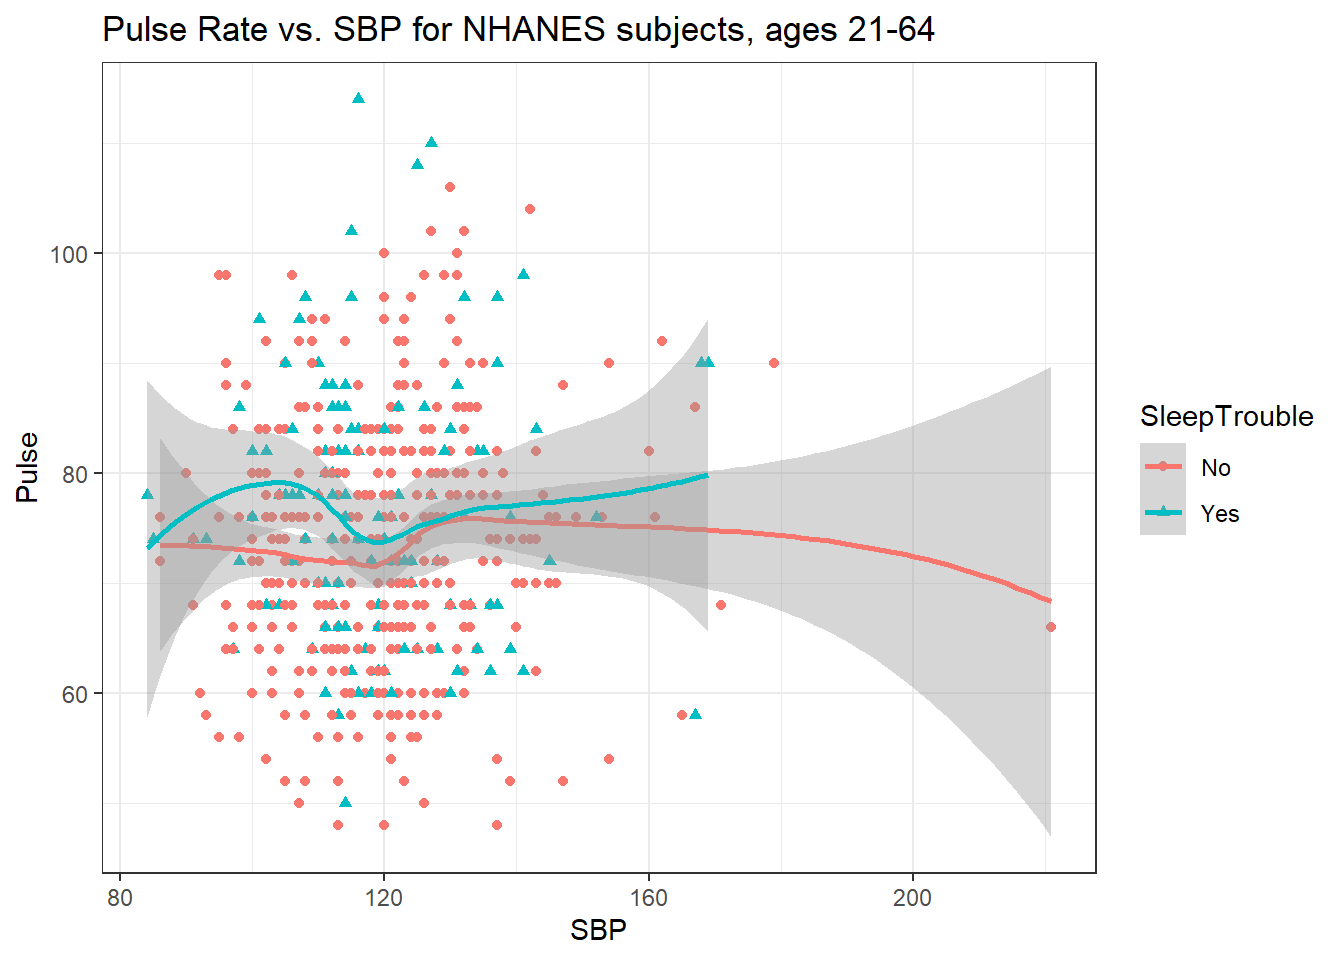 Pulse Rate vs. SBP for NHANES subjects, ages 21-64
100
80
60
Pulse
80 120 160 200
SBP
SleepTrouble
No
Yes